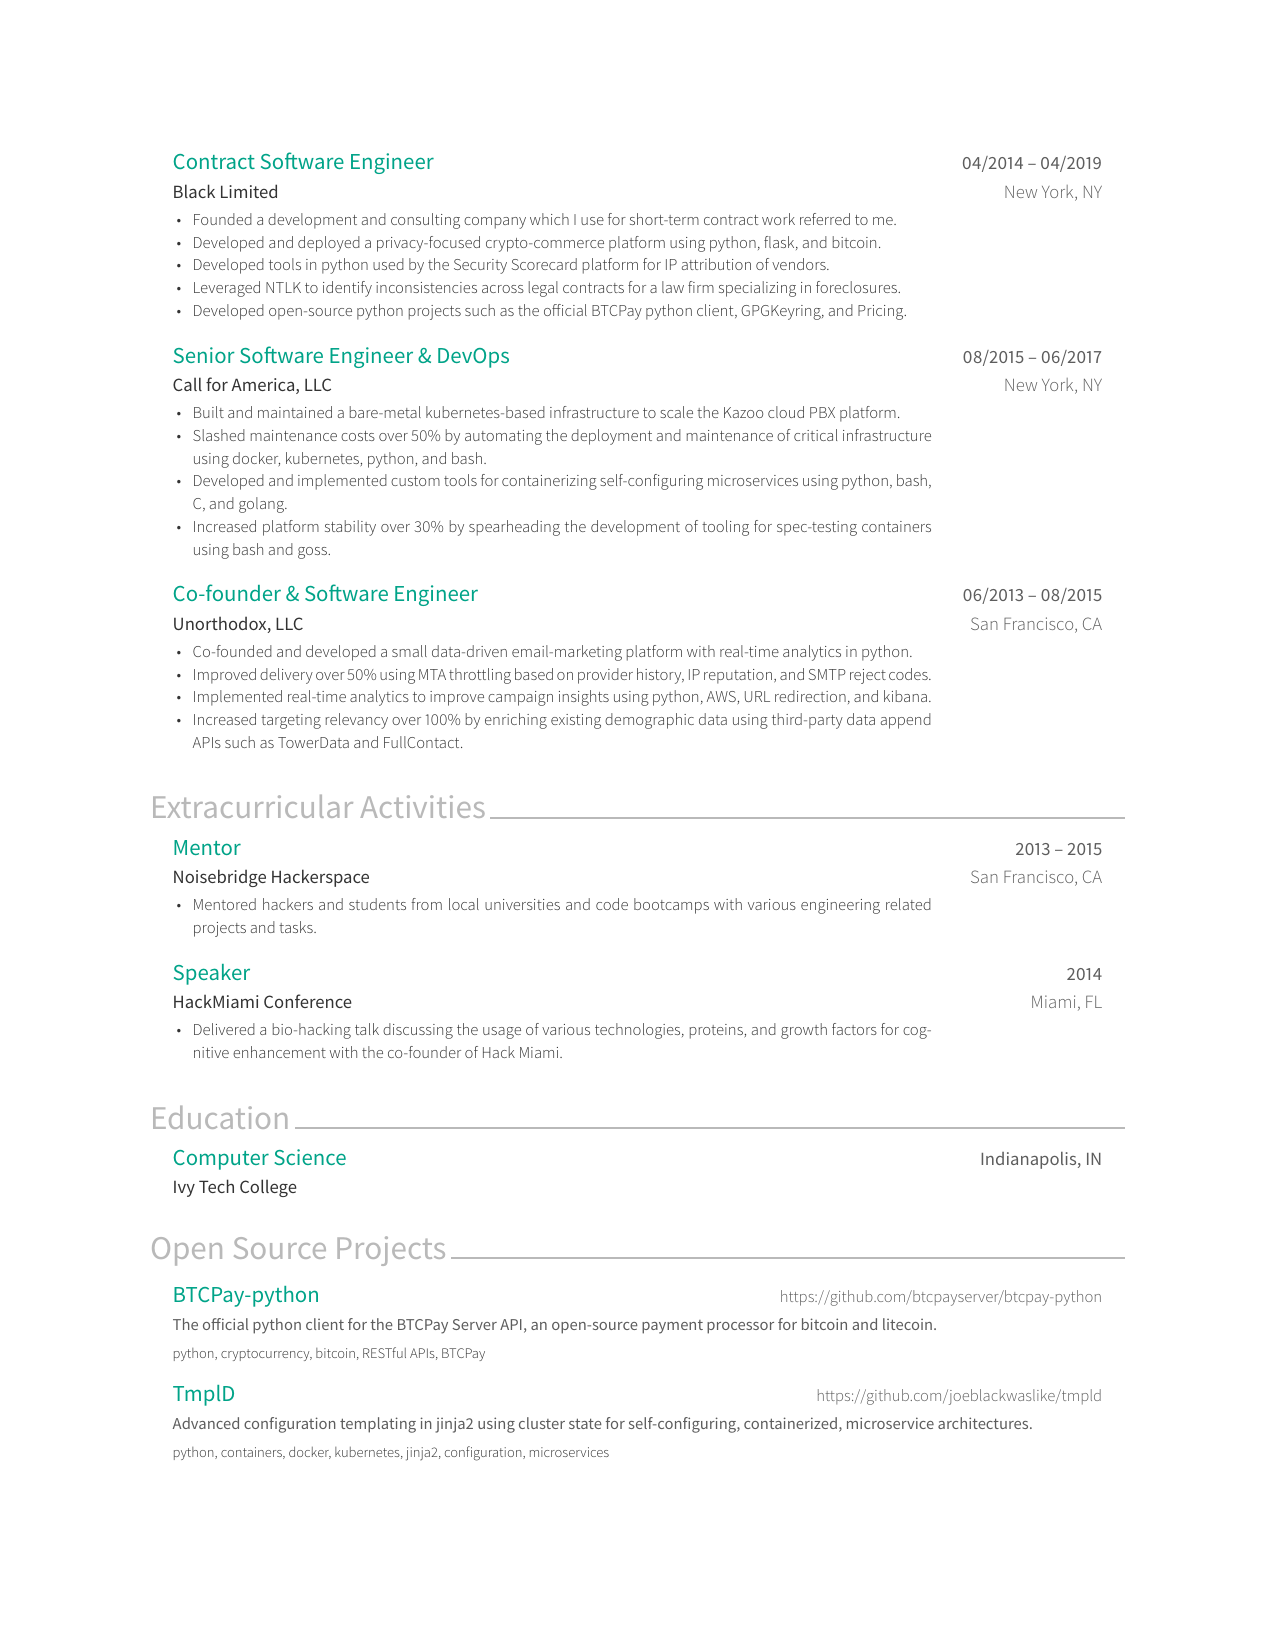 Contract Software Engineer 04/2014 – 04/2019
Black Limited New York, NY
• Founded a development and consulting company which I use for short-term contract work referred to me.
• Developed and deployed a privacy-focused crypto-commerce platform using python, flask, and bitcoin.
• Developed tools in python used by the Security Scorecard platform for IP attribution of vendors.
• Leveraged NTLK to identify inconsistencies across legal contracts for a law firm specializing in foreclosures.
• Developed open-source python projects such as the official BTCPay python client, GPGKeyring, and Pricing.
Senior Software Engineer & DevOps 08/2015 – 06/2017
Call for America, LLC New York, NY
• Built and maintained a bare-metal kubernetes-based infrastructure to scale the Kazoo cloud PBX platform.
• Slashed maintenance costs over 50% by automating the deployment and maintenance of critical infrastructure
using docker, kubernetes, python, and bash.
• Developed and implemented custom tools for containerizing self-configuring microservices using python, bash,
C, and golang.
• Increased platform stability over 30% by spearheading the development of tooling for spec-testing containers
using bash and goss.
Co-founder & Software Engineer 06/2013 – 08/2015
Unorthodox, LLC San Francisco, CA
• Co-founded and developed a small data-driven email-marketing platform with real-time analytics in python.
• Improved delivery over 50% using MTA throttling based on provider history, IP reputation, and SMTP reject codes.
• Implemented real-time analytics to improve campaign insights using python, AWS, URL redirection, and kibana.
• Increased targeting relevancy over 100% by enriching existing demographic data using third-party data append
APIs such as TowerData and FullContact.
Extracurricular Activities
Mentor 2013 – 2015
Noisebridge Hackerspace San Francisco, CA
• Mentored hackers and students from local universities and code bootcamps with various engineering related
projects and tasks.
Speaker 2014
HackMiami Conference Miami, FL
• Delivered a bio-hacking talk discussing the usage of various technologies, proteins, and growth factors for cog-
nitive enhancement with the co-founder of Hack Miami.
Education
Computer Science Indianapolis, IN
Ivy Tech College
Open Source Projects
BTCPay-python https://github.com/btcpayserver/btcpay-python
The official python client for the BTCPay Server API, an open-source payment processor for bitcoin and litecoin.
python, cryptocurrency, bitcoin, RESTful APIs, BTCPay
TmplD https://github.com/joeblackwaslike/tmpld
Advanced configuration templating in jinja2 using cluster state for self-configuring, containerized, microservice architectures.
python, containers, docker, kubernetes, jinja2, configuration, microservices